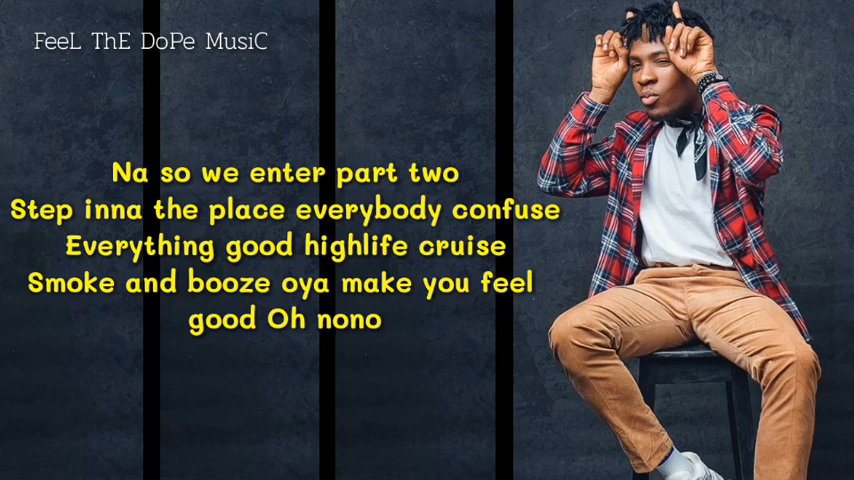 FeeL ThE DoPe MusiC
Na so we enter part two
Step inna the place everybody confuse
Everything good highlife cruise
Smoke and booze oya make you feel
good Oh nono